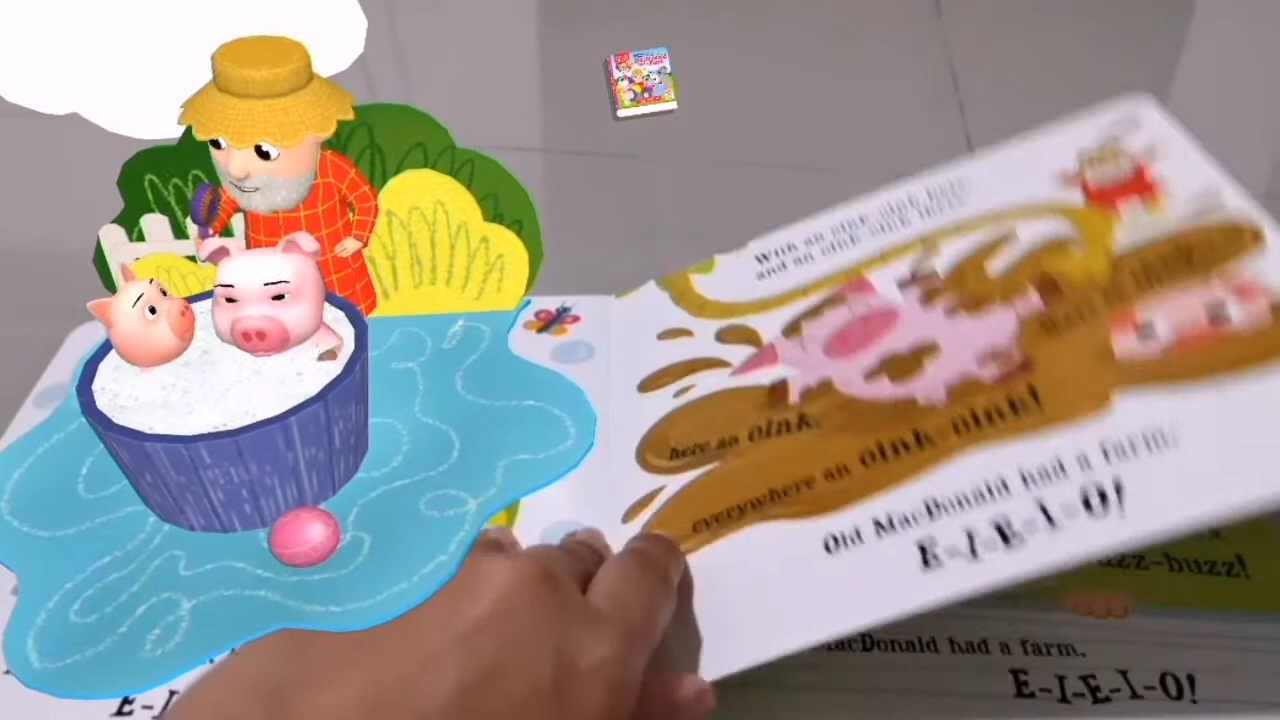 With an oink oink here
and an oink oink there.
here an oink,
everywhere an oink oink!
Old MacDonald had a farm,
E-I-E-I-O!
zz-buzz!
MacDonald had a farm,
E-I-E-I-O!
E-I